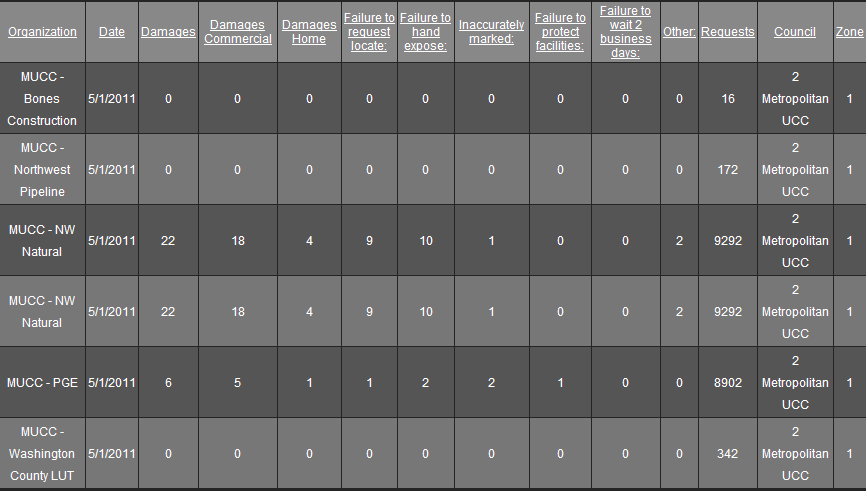 Organization Date Damages Damages Commercial Damages Home Failure to request locate: Failure to hand expose: Inaccurately marked: Failure to protect facilities: Failure to wait 2 business days: Other: Requests Council Zone
MUCC - Bones Construction 5/1/2011 0 0 0 0 0 0 0 0 0 16 2 Metropolitan UCC 1
MUCC - Northwest Pipeline 5/1/2011 0 0 0 0 0 0 0 0 0 172 2 Metropolitan UCC 1
MUCC - NW Natural 5/1/2011 22 18 4 9 10 1 0 0 2 9292 2 Metropolitan UCC 1
MUCC - NW Natural 5/1/2011 22 18 4 9 10 1 0 0 2 9292 2 Metropolitan UCC 1
MUCC - PGE 5/1/2011 6 5 1 1 2 2 1 0 0 8902 2 Metropolitan UCC 1
MUCC - Washington County LUT 5/1/2011 0 0 0 0 0 0 0 0 0 342 2 Metropolitan UCC 1